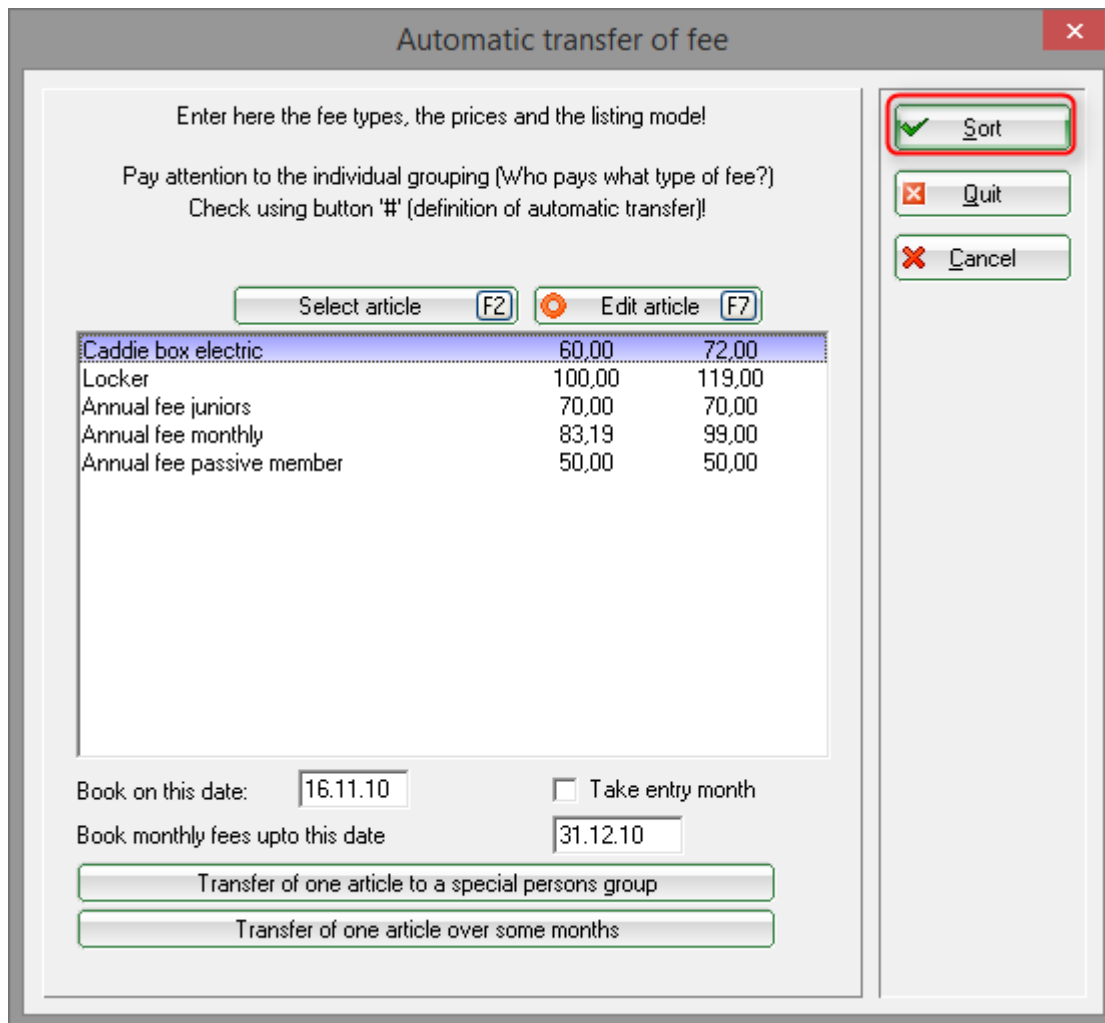 Automatic transfer of fee
Enter here the fee types, the prices and the listing mode!
Pay attention to the individual grouping (Who pays what type of fee?)
Check using button '#' (definition of automatic transfer)!
Sort
Quit
Cancel
Select article F2 Edit article F7
Caddie box electric 60,00 72,00
Locker 100,00 119,00
Annual fee juniors 70,00 70,00
Annual fee monthly 83,19 99,00
Annual fee passive member 50,00 50,00
Book on this date: 16.11.10 Take entry month
Book monthly fees upto this date 31.12.10
Transfer of one article to a special persons group
Transfer of one article over some months